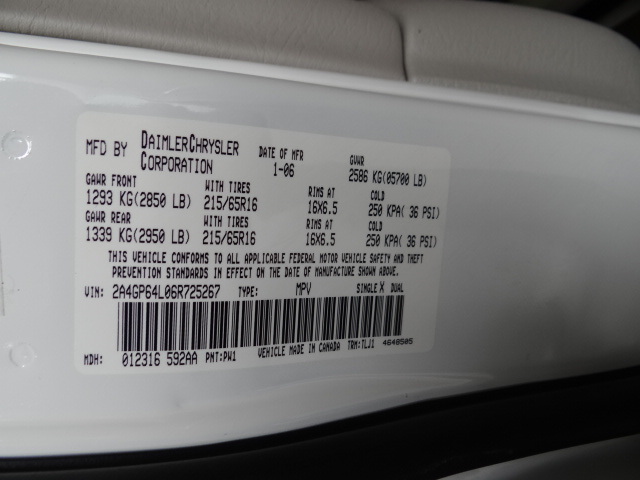 MFD BY DAIMLERCHRYSLER CORPORATION
DATE OF MFR 1-06
GVWR 2586 KG(05700 LB)
GAWR FRONT WITH TIRES RIMS AT COLD
1293 KG(2850 LB) 215/65R16 16X6.5 250 KPA( 36 PSI)
GAWR REAR WITH TIRES RIMS AT COLD
1339 KG(2950 LB) 215/65R16 16X6.5 250 KPA( 36 PSI)
THIS VEHICLE CONFORMS TO ALL APPLICABLE FEDERAL MOTOR VEHICLE SAFETY AND THEFT
PREVENTION STANDARDS IN EFFECT ON THE DATE OF MANUFACTURE SHOWN ABOVE.
VIN: 2A4GP64L06R725267 TYPE: MPV SINGLE X DUAL
MDH: 012316 592AA PNT:PW1 VEHICLE MADE IN CANADA TRM:TLJ1 4648505